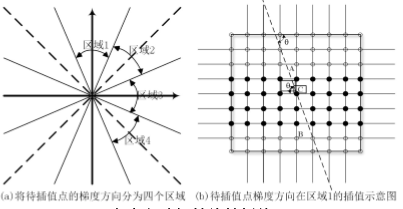 区域1
区域2
区域3
区域4
θ
θ
B
(a)将待插值点的梯度方向分为四个区域
(b)待插值点梯度方向在区域1的插值示意图